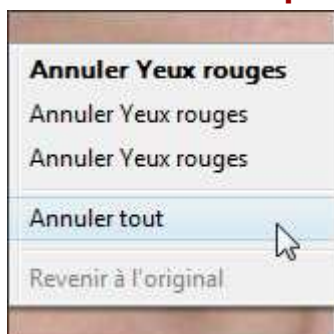 Annuler Yeux rouges
Annuler Yeux rouges
Annuler Yeux rouges
Annuler tout
Revenir à l'original